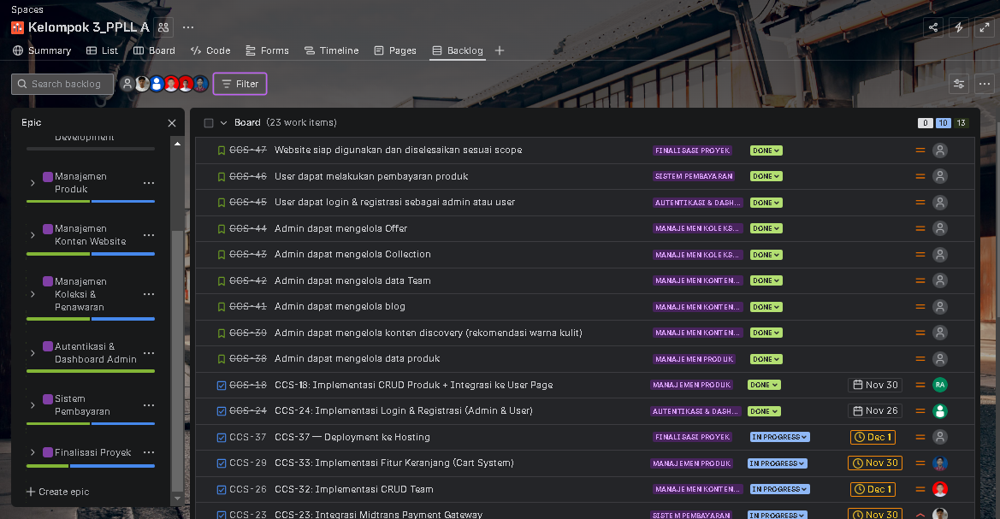 Spaces
Kelompok 3_PPLL A
Summary List Board Code Forms Timeline Pages Backlog
Search backlog Filter
Epic
Development
Manajemen
Produk
Manajemen
Konten Website
Manajemen
Koleksi &
Penawaran
Autentikasi &
Dashboard Admin
Sistem
Pembayaran
Finalisasi Proyek
Create epic
Board (23 work items) 0 10 13
CCS-47 Website siap digunakan dan diselesaikan sesuai scope FINALISASI PROYEK DONE
CCS-46 User dapat melakukan pembayaran produk SISTEM PEMBAYARAN DONE
CCS-45 User dapat login & registrasi sebagai admin atau user AUTENTIKASI & DASH... DONE
CCS-44 Admin dapat mengelola Offer MANAJEMEN KOLEKS... DONE
CCS-43 Admin dapat mengelola Collection MANAJEMEN KOLEKS... DONE
CCS-42 Admin dapat mengelola data Team MANAJEMEN KONTEN... DONE
CCS-41 Admin dapat mengelola blog MANAJEMEN KONTEN... DONE
CCS-39 Admin dapat mengelola konten discovery (rekomendasi warna kulit) MANAJEMEN KONTEN... DONE
CCS-38 Admin dapat mengelola data produk MANAJEMEN PRODUK DONE
CCS-18 CCS-18: Implementasi CRUD Produk + Integrasi ke User Page MANAJEMEN PRODUK DONE Nov 30 RA
CCS-24 CCS-24: Implementasi Login & Registrasi (Admin & User) AUTENTIKASI & DASH... DONE Nov 26
CCS-37 CCS-37 — Deployment ke Hosting FINALISASI PROYEK IN PROGRESS Dec 1
CCS-29 CCS-33: Implementasi Fitur Keranjang (Cart System) MANAJEMEN PRODUK IN PROGRESS Nov 30
CCS-26 CCS-32: Implementasi CRUD Team MANAJEMEN KONTEN... IN PROGRESS Dec 1
CCS-23 CCS-23: Integrasi Midtrans Payment Gateway SISTEM PEMBAYARAN IN PROGRESS Nov 30